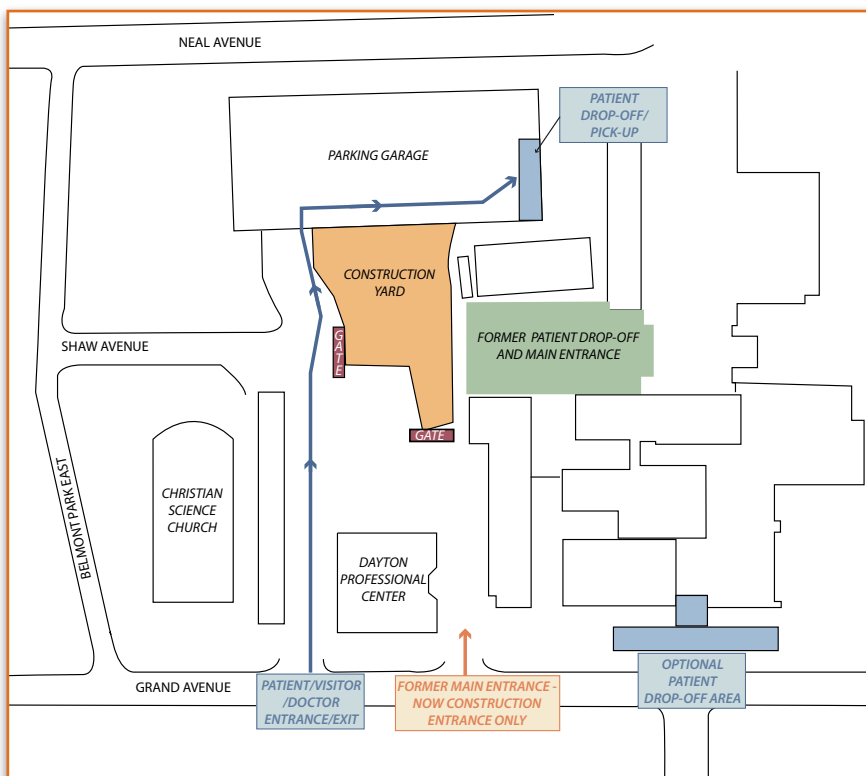 NEAL AVENUE
PATIENT
DROP-OFF/
PICK-UP
PARKING GARAGE
CONSTRUCTION
YARD
GATE
SHAW AVENUE
FORMER PATIENT DROP-OFF
AND MAIN ENTRANCE
GATE
BELMONT PARK EAST
CHRISTIAN
SCIENCE
CHURCH
DAYTON
PROFESSIONAL
CENTER
GRAND AVENUE
PATIENT/VISITOR
/DOCTOR
ENTRANCE/EXIT
FORMER MAIN ENTRANCE -
NOW CONSTRUCTION
ENTRANCE ONLY
OPTIONAL
PATIENT
DROP-OFF AREA